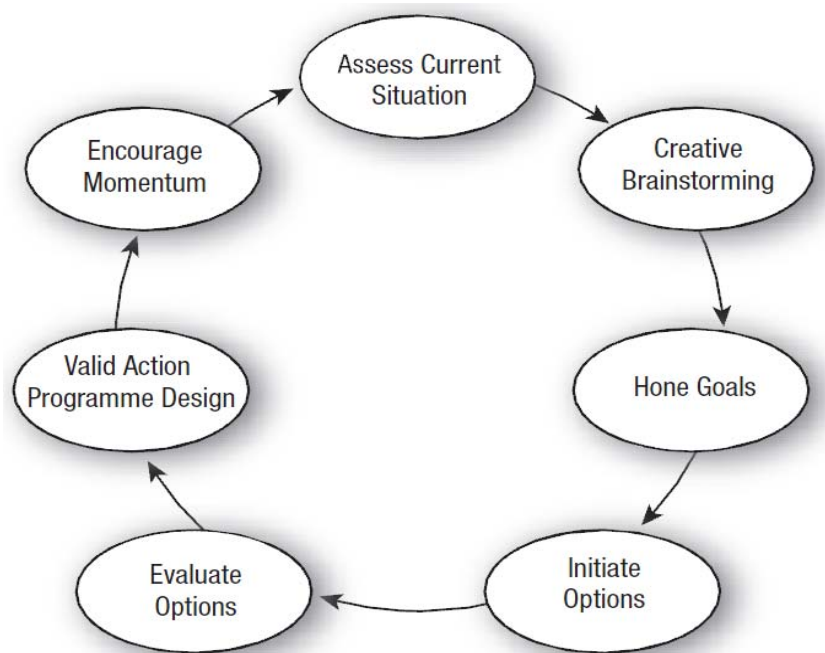 Assess Current
Situation
Creative
Brainstorming
Hone Goals
Initiate
Options
Evaluate
Options
Valid Action
Programme Design
Encourage
Momentum